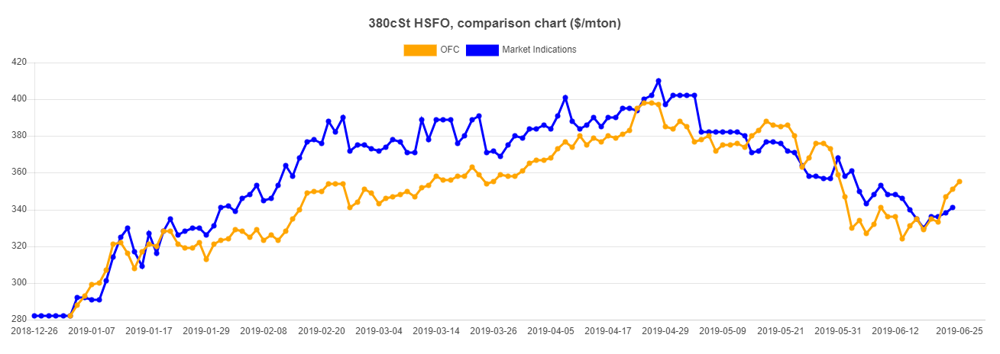 380cSt HSFO, comparison chart ($/mton)
OFC Market Indications
420
400
380
360
340
320
300
280
2018-12-26 2019-01-07 2019-01-17 2019-01-29 2019-02-08 2019-02-20 2019-03-04 2019-03-14 2019-03-26 2019-04-05 2019-04-17 2019-04-29 2019-05-09 2019-05-21 2019-05-31 2019-06-12 2019-06-25